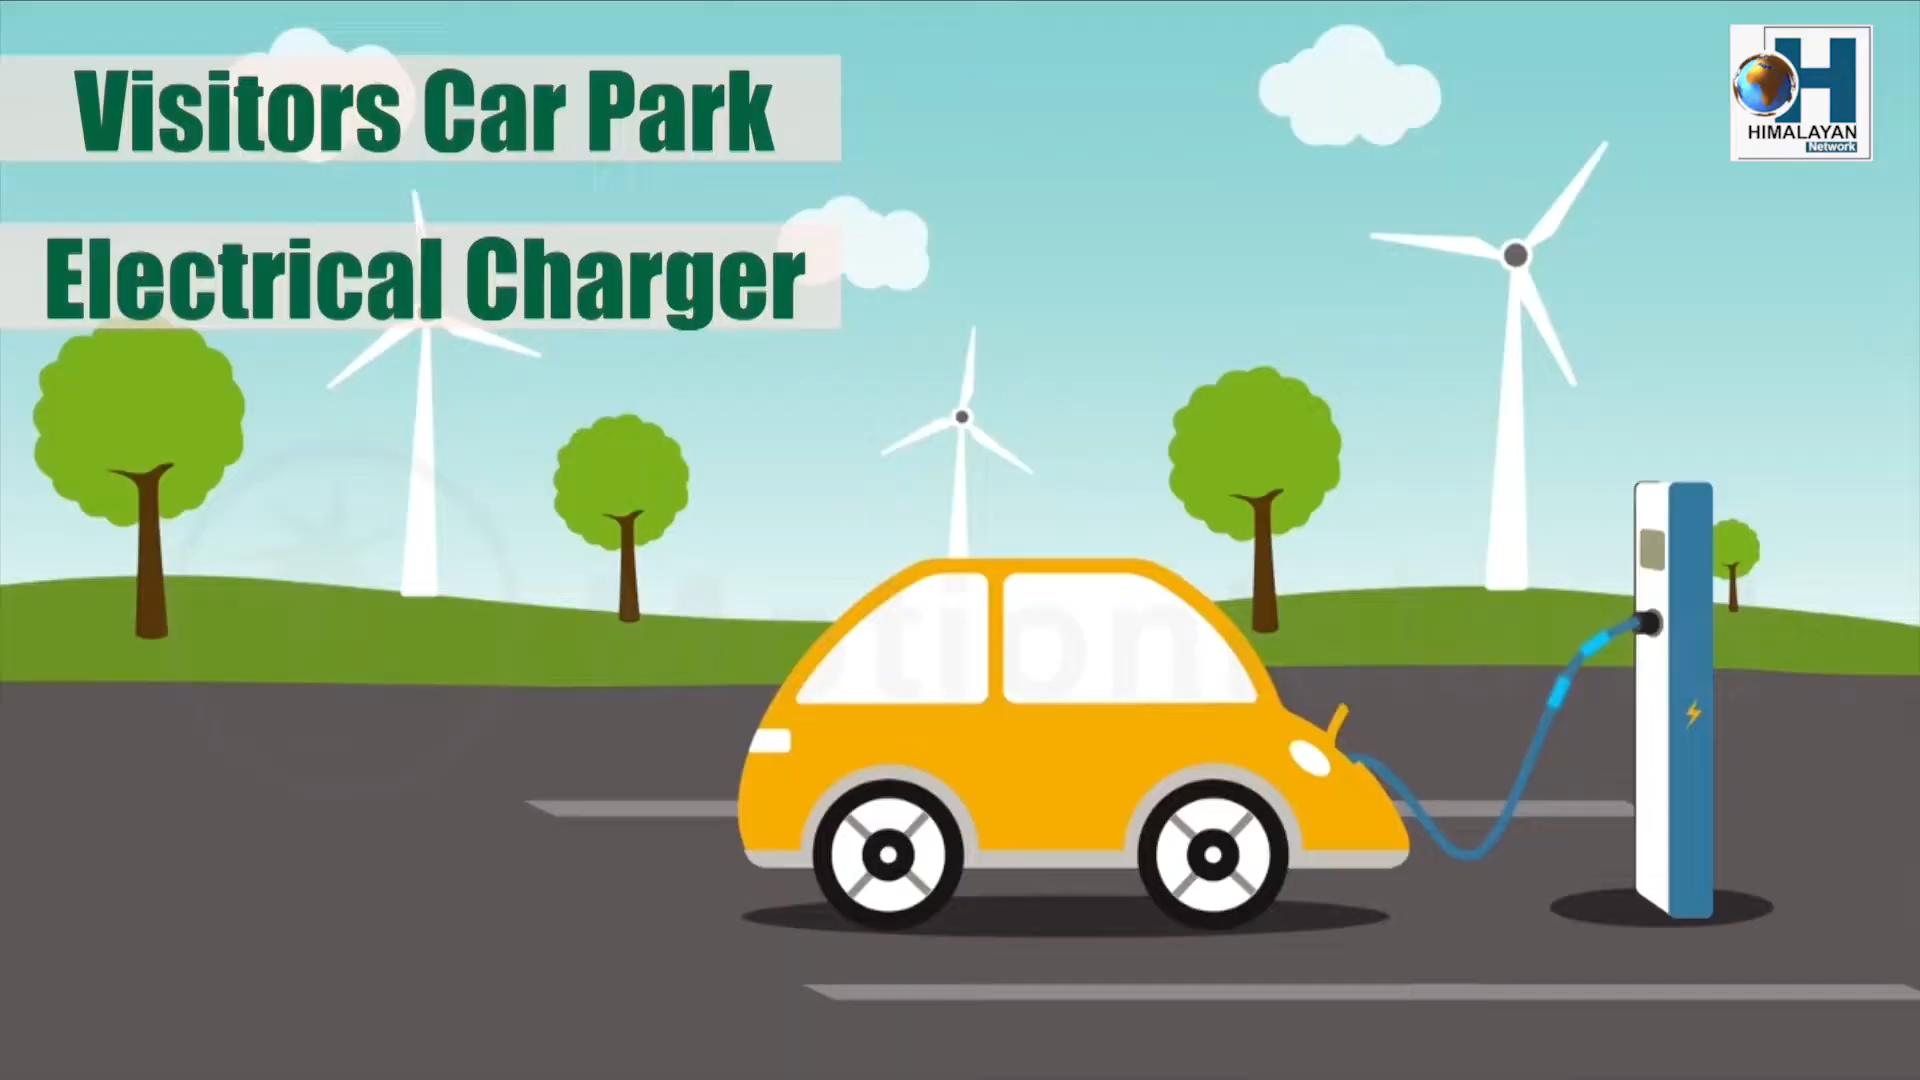 Visitors Car Park
Electrical Charger
H
HIMALAYAN
Network